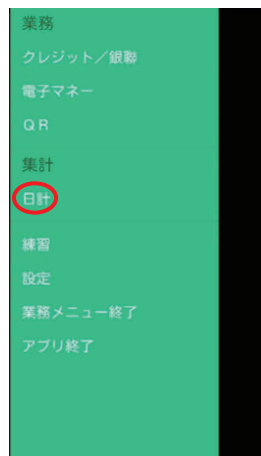 業務
クレジット／銀聯
電子マネー
ＱＲ
集計
日計
練習
設定
業務メニュー終了
アプリ終了